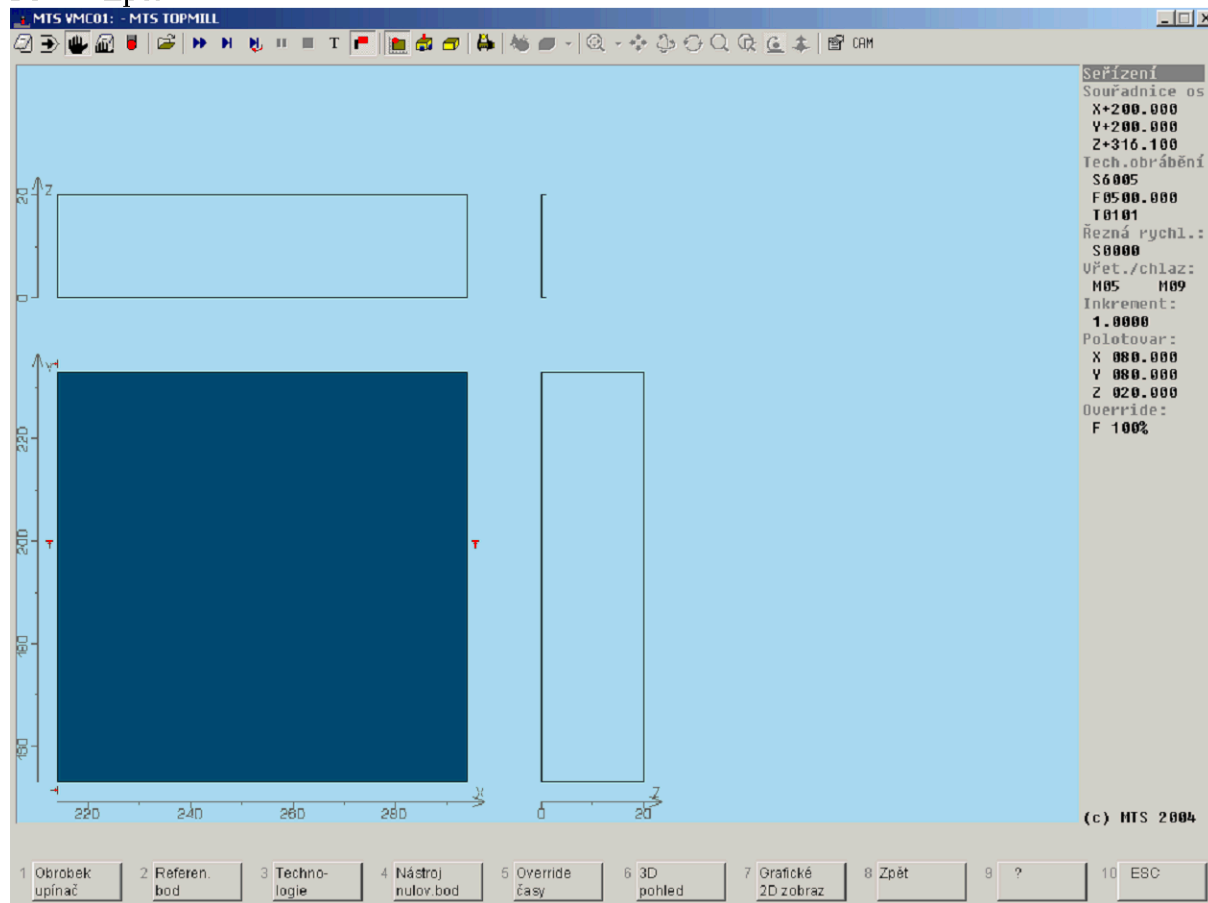 MTS VMC01: - MTS TOPMILL
T CAM
Seřízení
Souřadnice os
X+200.000
Y+200.000
Z+316.100
Tech.obrábění
S6005
F0500.000
T0101
Řezná rychl.:
S0000
Vřet./chlaz:
M05 M09
Inkrement:
1.0000
Polotovar:
X 080.000
Y 080.000
Z 020.000
Override:
F 100%
20
Z
0
Y
220
200
180
160
X
Z
220 240 260 280 0 20
(c) MTS 2004
1 Obrobek upínač
2 Referen. bod
3 Techno- logie
4 Nástroj nulov.bod
5 Override časy
6 3D pohled
7 Grafické 2D zobraz
8 Zpět
9 ?
10 ESC